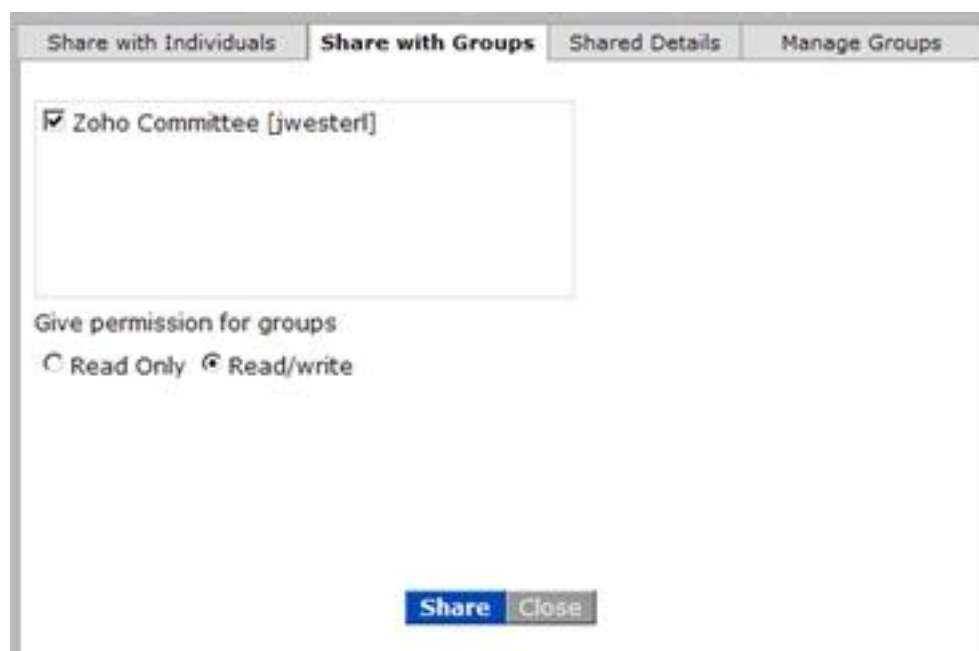 Share with Individuals Share with Groups Shared Details Manage Groups
Zoho Committee [jwesterl]
Give permission for groups
Read Only Read/write
Share Close